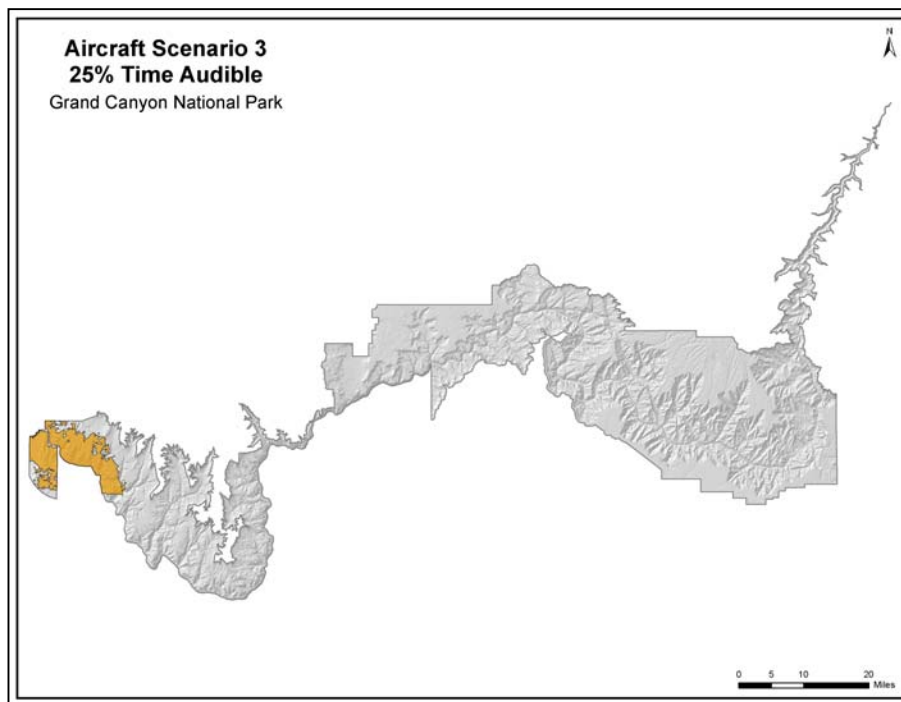 Aircraft Scenario 3
25% Time Audible
Grand Canyon National Park
N
0 5 10 20
Miles